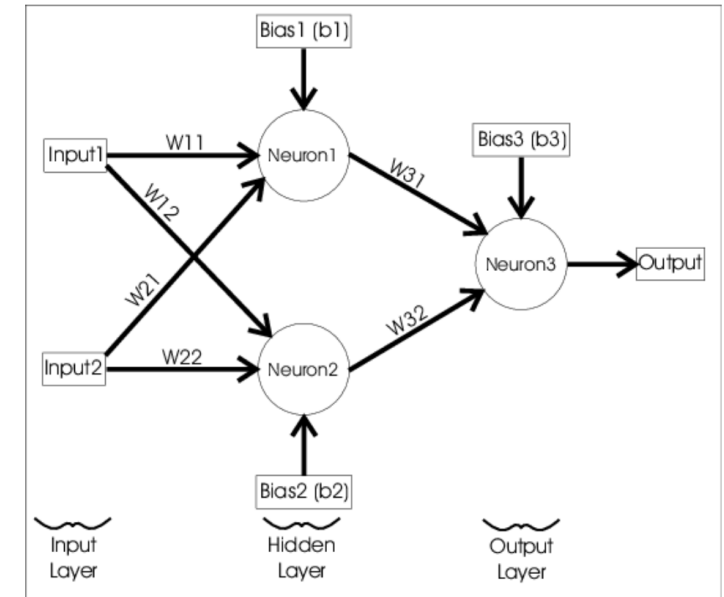 Bias1 (b1)
Input1
W11
Neuron1
Bias3 (b3)
W31
W12
W21
Neuron3
Output
Input2
W22
Neuron2
W32
Bias2 (b2)
Input
Layer
Hidden
Layer
Output
Layer